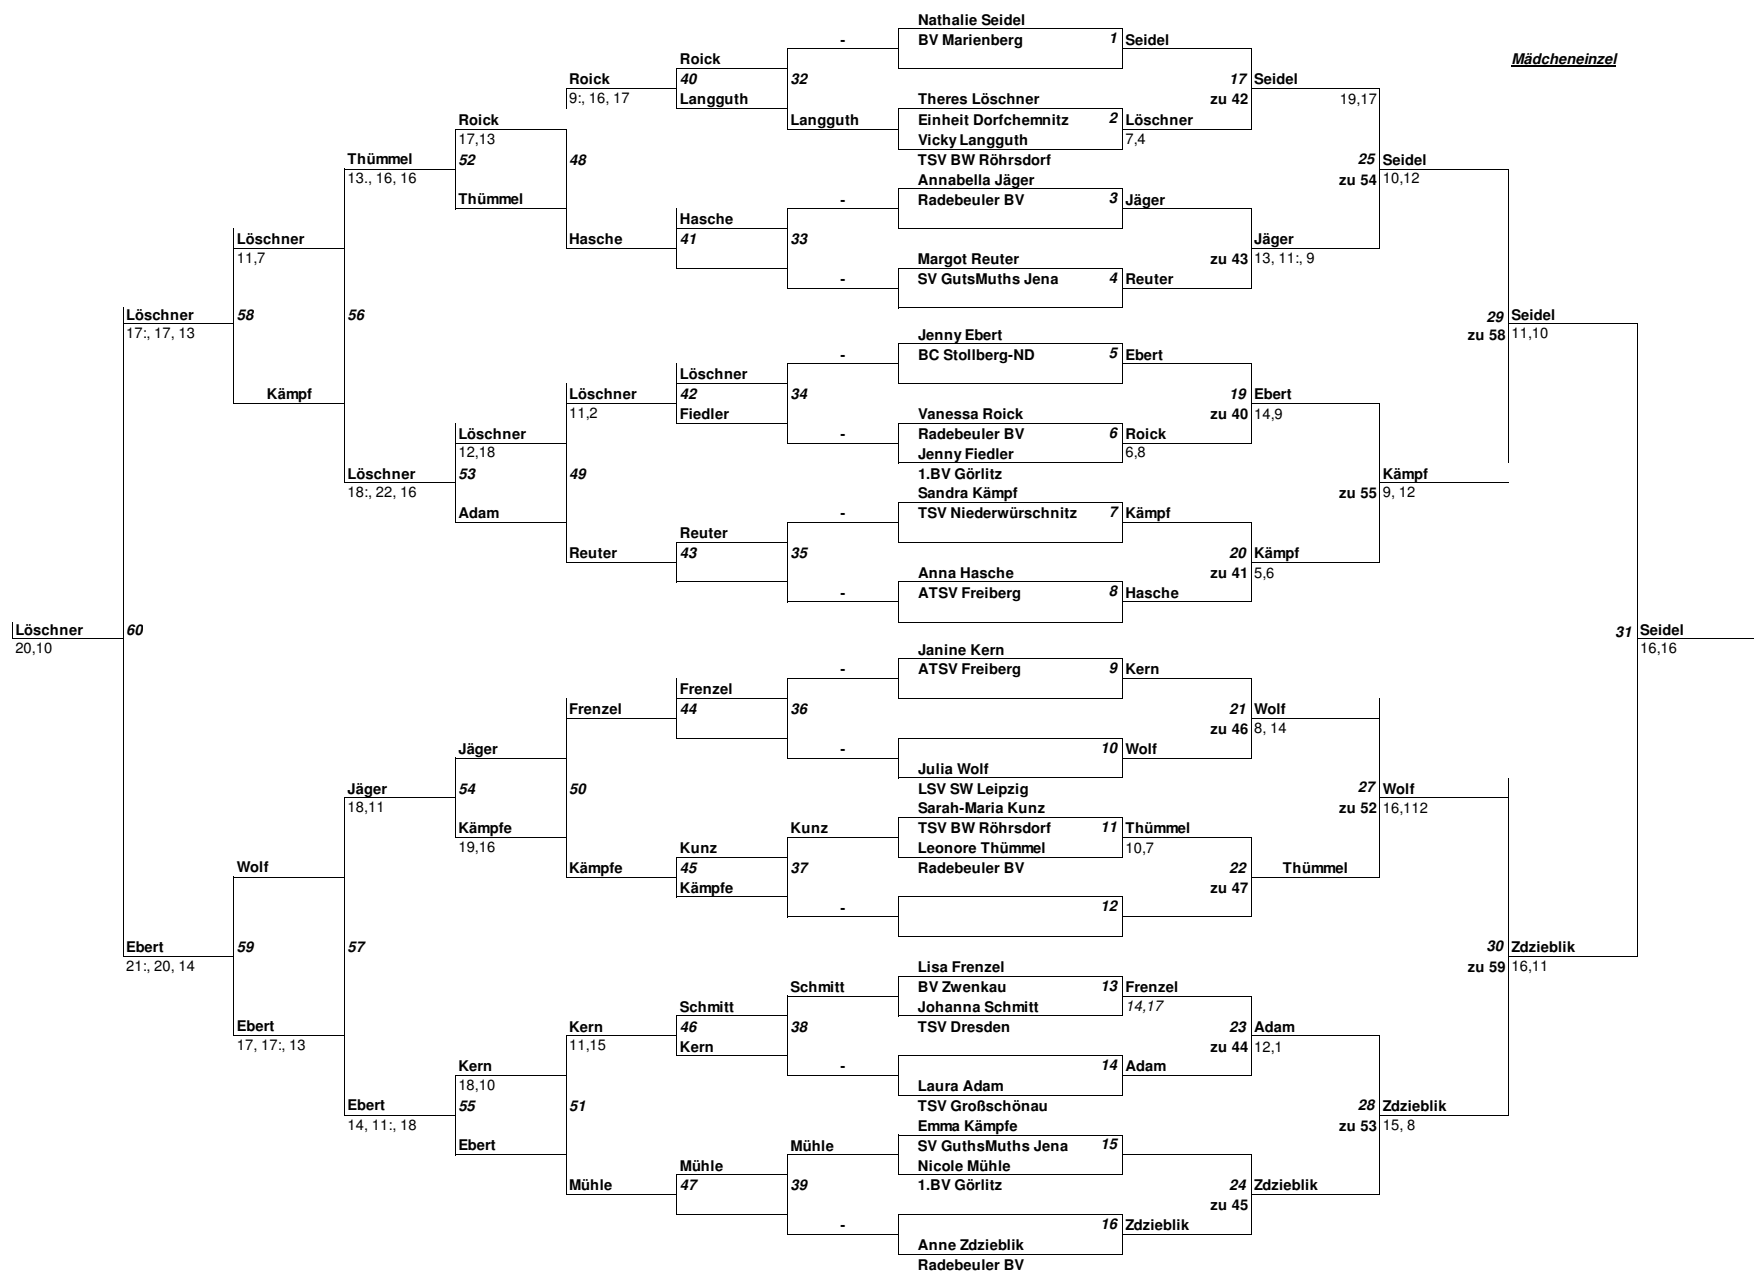 Nathalie Seidel
- BV Marienberg 1 Seidel
Roick Mädcheneinzel
Roick 40 32 17 Seidel
9:, 16, 17 Langguth Theres Löschner zu 42 19,17
Roick Langguth Einheit Dorfchemnitz 2 Löschner
17,13 Vicky Langguth 7,4
Thümmel 52 48 TSV BW Röhrsdorf 25 Seidel
13., 16, 16 Annabella Jäger zu 54 10,12
Thümmel - Radebeuler BV 3 Jäger
Hasche
Löschner Hasche 41 33 Jäger
11,7 Margot Reuter zu 43 13, 11:, 9
- SV GutsMuths Jena 4 Reuter
Löschner 58 56 29 Seidel
17:, 17, 13 Jenny Ebert zu 58 11,10
- BC Stollberg-ND 5 Ebert
Löschner
Kämpf Löschner 42 34 19 Ebert
11,2 Fiedler Vanessa Roick zu 40 14,9
Löschner - Radebeuler BV 6 Roick
12,18 Jenny Fiedler 6,8
Löschner 53 49 1.BV Görlitz Kämpf
18:, 22, 16 Sandra Kämpf zu 55 9, 12
Adam - TSV Niederwürschnitz 7 Kämpf
Reuter
Reuter 43 35 20 Kämpf
Anna Hasche zu 41 5,6
- ATSV Freiberg 8 Hasche
Löschner 60 31 Seidel
20,10 Janine Kern 16,16
- ATSV Freiberg 9 Kern
Frenzel
Frenzel 44 36 21 Wolf
zu 46 8, 14
Jäger - 10 Wolf
Julia Wolf
Jäger 54 50 LSV SW Leipzig 27 Wolf
18,11 Sarah-Maria Kunz zu 52 16,112
Kämpfe Kunz TSV BW Röhrsdorf 11 Thümmel
19,16 Kunz Leonore Thümmel 10,7
Wolf Kämpfe 45 37 Radebeuler BV 22 Thümmel
Kämpfe zu 47
- 12
Ebert 59 57 30 Zdzieblik
21:, 20, 14 Lisa Frenzel zu 59 16,11
Schmitt BV Zwenkau 13 Frenzel
Schmitt Johanna Schmitt 14,17
Ebert Kern 46 38 TSV Dresden 23 Adam
17, 17:, 13 11,15 Kern zu 44 12,1
Kern - 14 Adam
18,10 Laura Adam
Ebert 55 51 TSV Großschönau 28 Zdzieblik
14, 11:, 18 Emma Kämpfe zu 53 15, 8
Ebert Mühle SV GuthsMuths Jena 15
Mühle Nicole Mühle
Mühle 47 39 1.BV Görlitz 24 Zdzieblik
zu 45
- 16 Zdzieblik
Anne Zdzieblik
Radebeuler BV